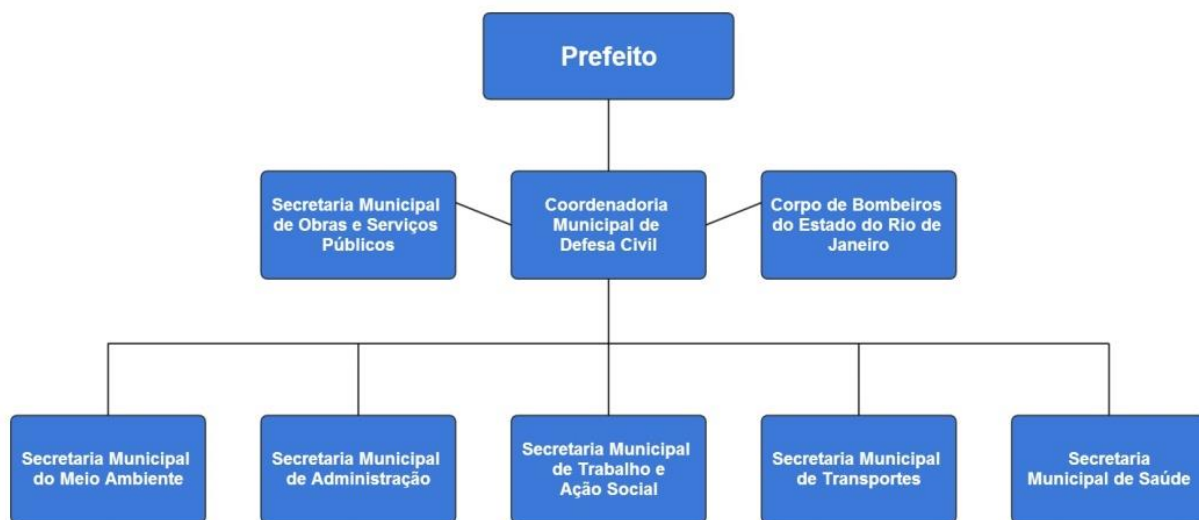 Prefeito
Secretaria Municipal
de Obras e Serviços
Públicos
Coordenadoria
Municipal de
Defesa Civil
Corpo de Bombeiros
do Estado do Rio de
Janeiro
Secretaria Municipal
do Meio Ambiente
Secretaria Municipal
de Administração
Secretaria Municipal
de Trabalho e
Ação Social
Secretaria Municipal
de Transportes
Secretaria
Municipal de Saúde